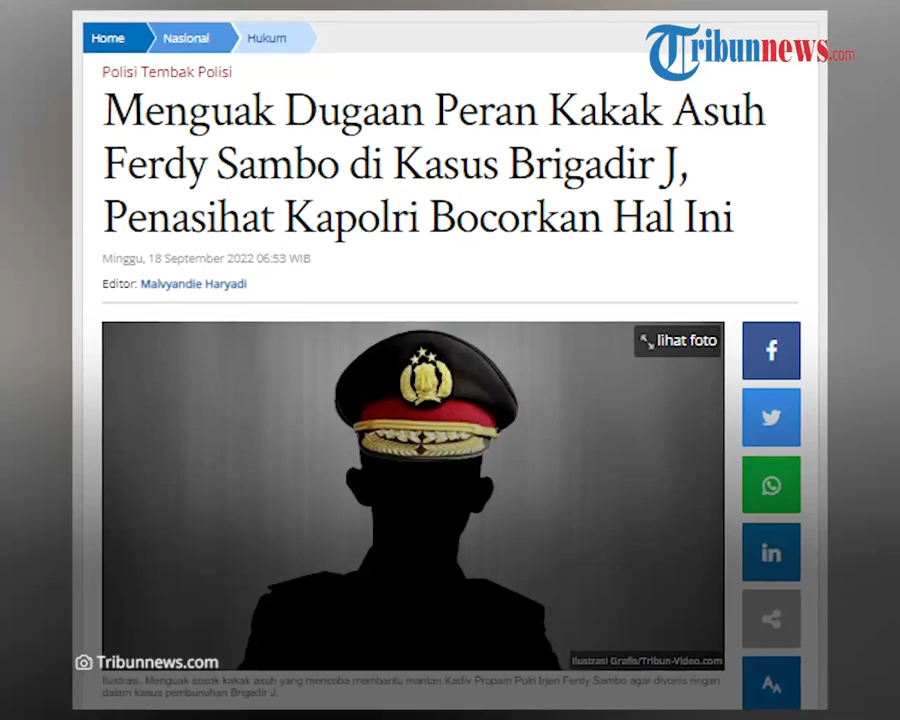 Home Nasional Hukum
Tribunnews.com
Polisi Tembak Polisi
Menguak Dugaan Peran Kakak Asuh
Ferdy Sambo di Kasus Brigadir J,
Penasihat Kapolri Bocorkan Hal Ini
Minggu, 18 September 2022 06:53 WIB
Editor: Malvyandie Haryadi
lihat foto
f
in
AA
Tribunnews.com
Ilustrasi Grafis/Tribun-Video.com
Ilustrasi. Menguak sosok kakak asuh yang mencoba membantu mantan Kadiv Propam Polri Irjen Ferdy Sambo agar divonis ringan
dalam kasus pembunuhan Brigadir J.